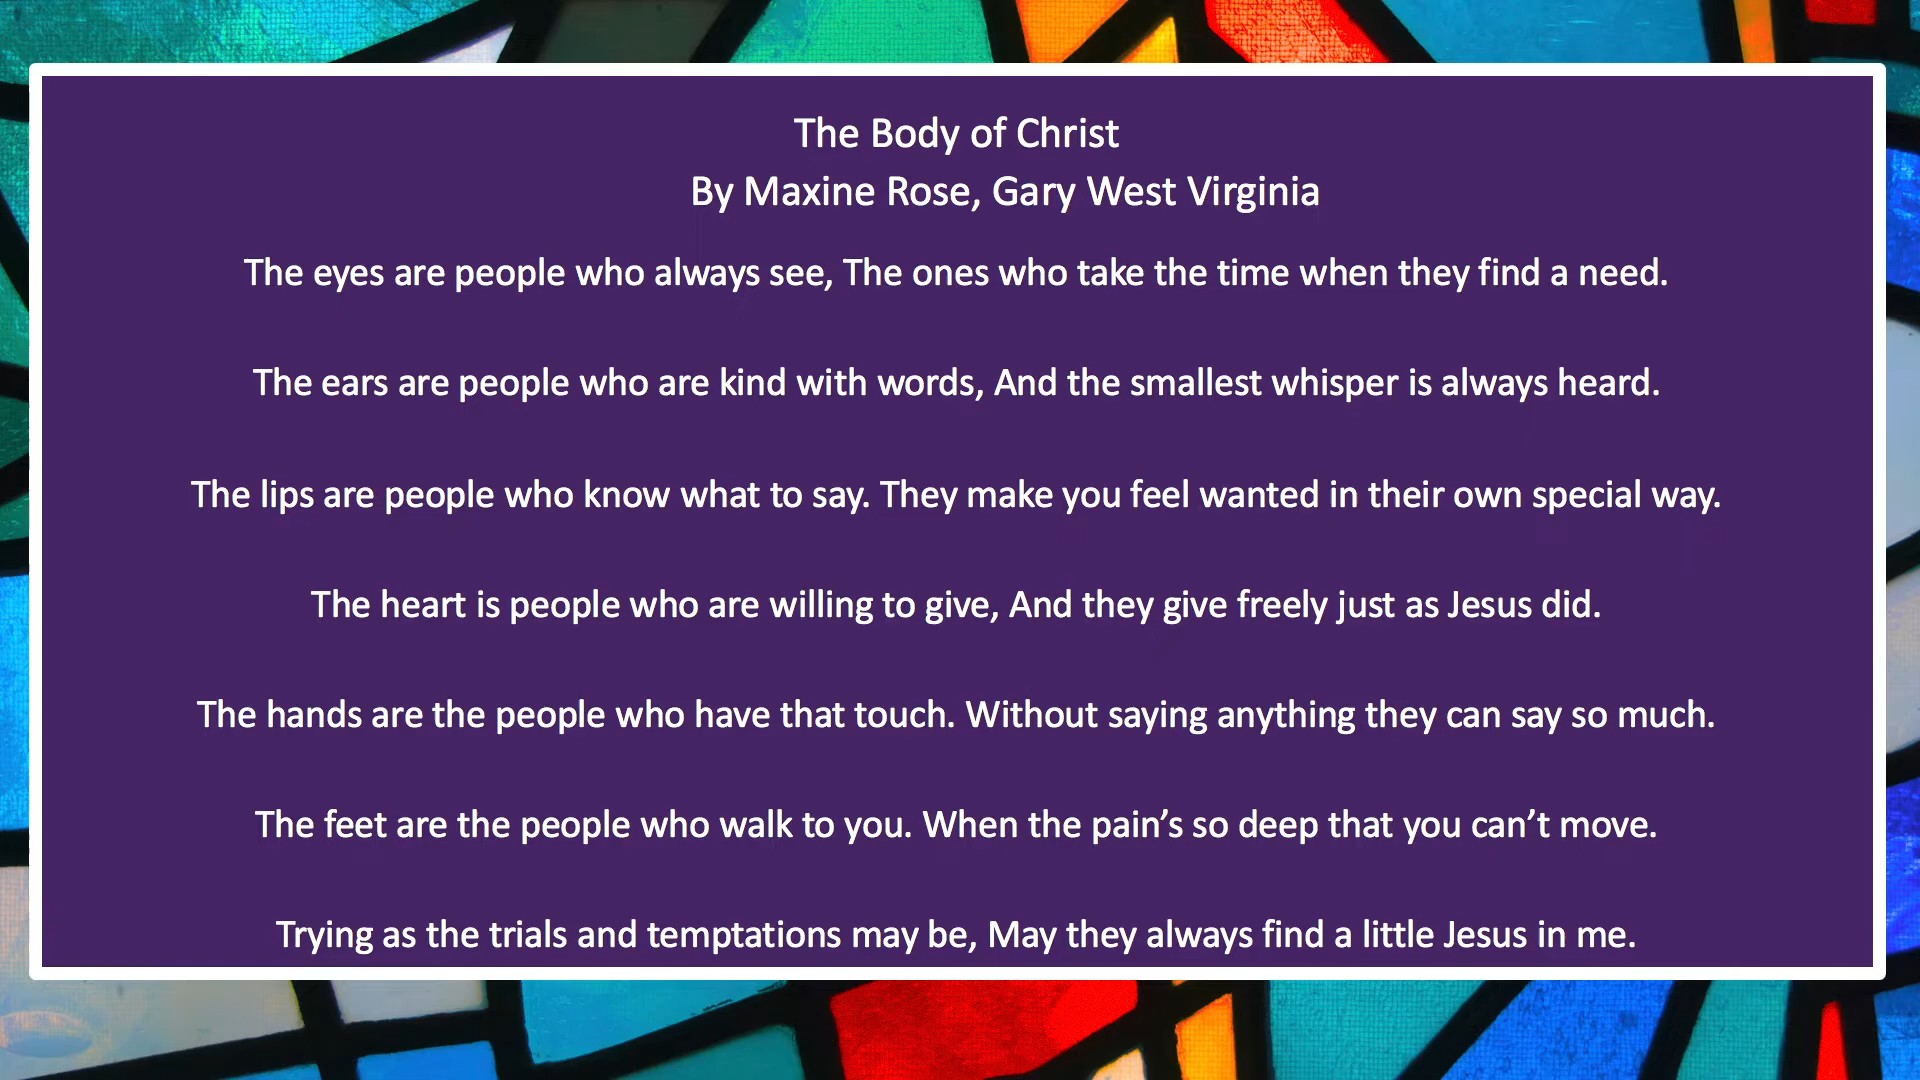 The Body of Christ
By Maxine Rose, Gary West Virginia
The eyes are people who always see, The ones who take the time when they find a need.
The ears are people who are kind with words, And the smallest whisper is always heard.
The lips are people who know what to say. They make you feel wanted in their own special way.
The heart is people who are willing to give, And they give freely just as Jesus did.
The hands are the people who have that touch. Without saying anything they can say so much.
The feet are the people who walk to you. When the pain’s so deep that you can’t move.
Trying as the trials and temptations may be, May they always find a little Jesus in me.